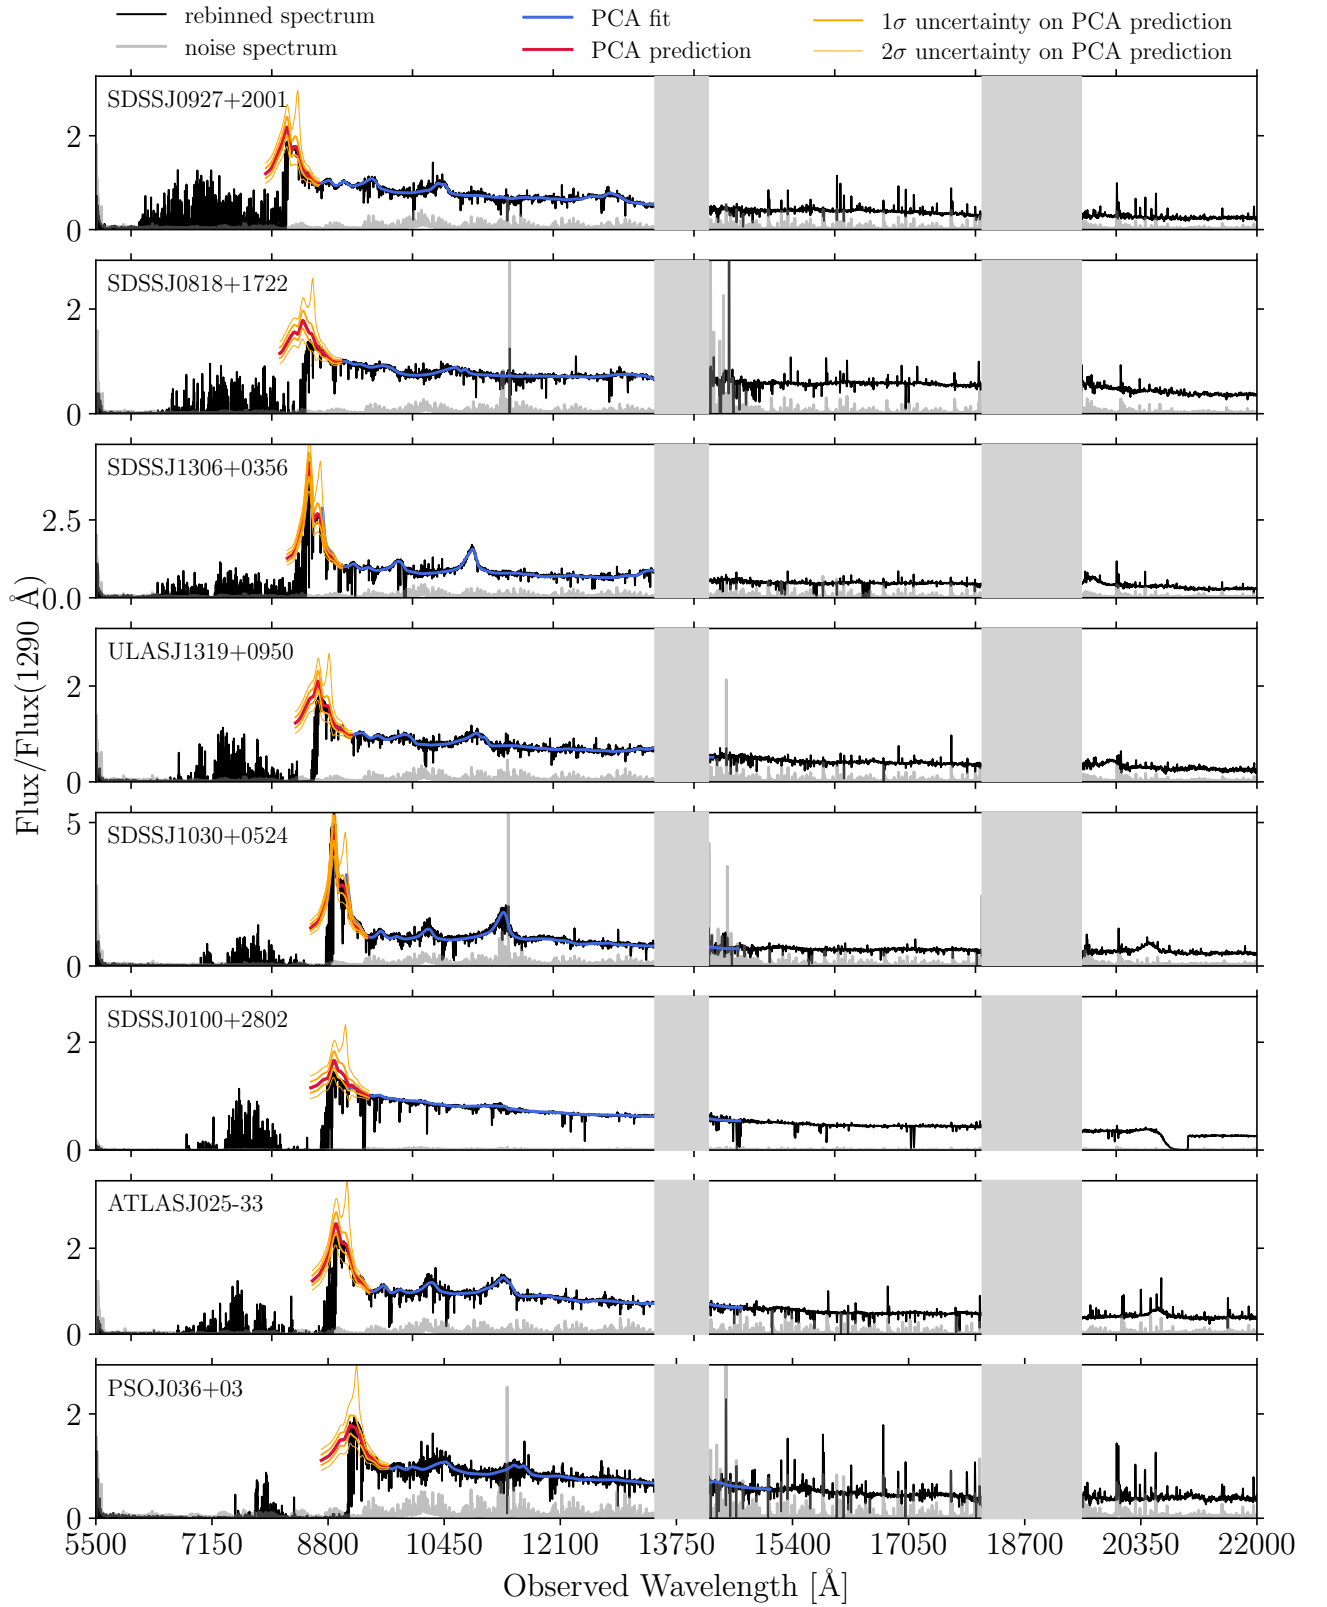 rebinned spectrum
noise spectrum
PCA fit
PCA prediction
1σ uncertainty on PCA prediction
2σ uncertainty on PCA prediction
Flux/Flux(1290 Å)
SDSSJ0927+2001
2
0
SDSSJ0818+1722
2
0
SDSSJ1306+0356
2.5
0.0
ULASJ1319+0950
2
0
SDSSJ1030+0524
5
0
SDSSJ0100+2802
2
0
ATLASJ025-33
2
0
PSOJ036+03
2
0
5500 7150 8800 10450 12100 13750 15400 17050 18700 20350 22000
Observed Wavelength [Å]